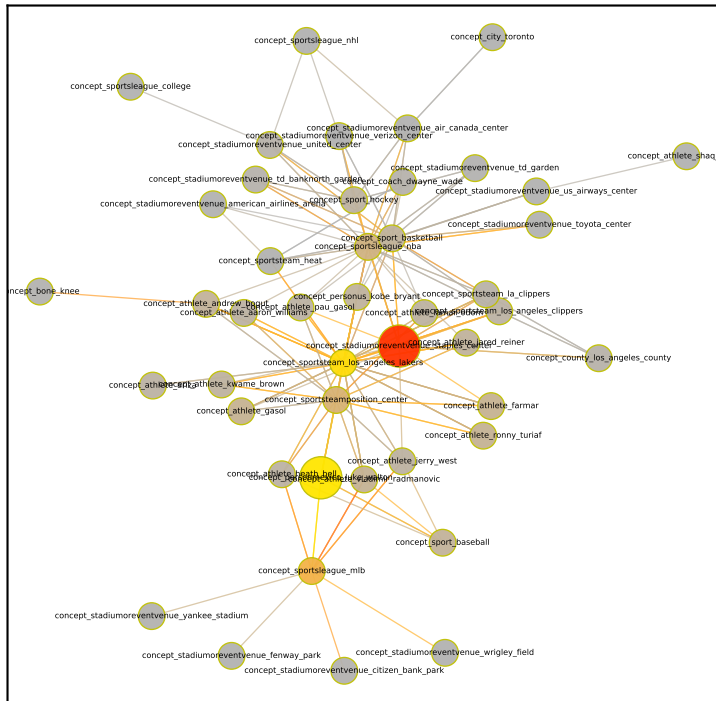 concept_sportsleague_nhl
concept_city_toronto
concept_sportsleague_college
concept_stadiumoreventvenue_air_canada_center
concept_stadiumoreventvenue_verizon_center
concept_stadiumoreventvenue_united_center
concept_athlete_shaq
concept_stadiumoreventvenue_td_garden
concept_stadiumoreventvenue_td_banknorth_garden
concept_coach_dwayne_wade
concept_stadiumoreventvenue_us_airways_center
concept_sport_hockey
concept_stadiumoreventvenue_american_airlines_arena
concept_stadiumoreventvenue_toyota_center
concept_sport_basketball
concept_sportsleague_nba
concept_sportsteam_heat
concept_bone_knee
concept_sportsteam_la_clippers
concept_personus_kobe_bryant
concept_athlete_andrew_bogut
concept_athlete_pau_gasol
concept_sportsteam_los_angeles_clippers
concept_athlete_aaron_williams
concept_athlete_jared_reiner
concept_stadiumoreventvenue_staples_center
concept_county_los_angeles_county
concept_sportsteam_los_angeles_lakers
concept_athlete_kwame_brown
concept_sportsteamposition_center
concept_athlete_farmar
concept_athlete_gasol
concept_athlete_ronny_turiaf
concept_athlete_jerry_west
concept_athlete_heath_bell
concept_athlete_vladimir_radmanovic
concept_sport_baseball
concept_sportsleague_mlb
concept_stadiumoreventvenue_yankee_stadium
concept_stadiumoreventvenue_wrigley_field
concept_stadiumoreventvenue_fenway_park
concept_stadiumoreventvenue_citizen_bank_park